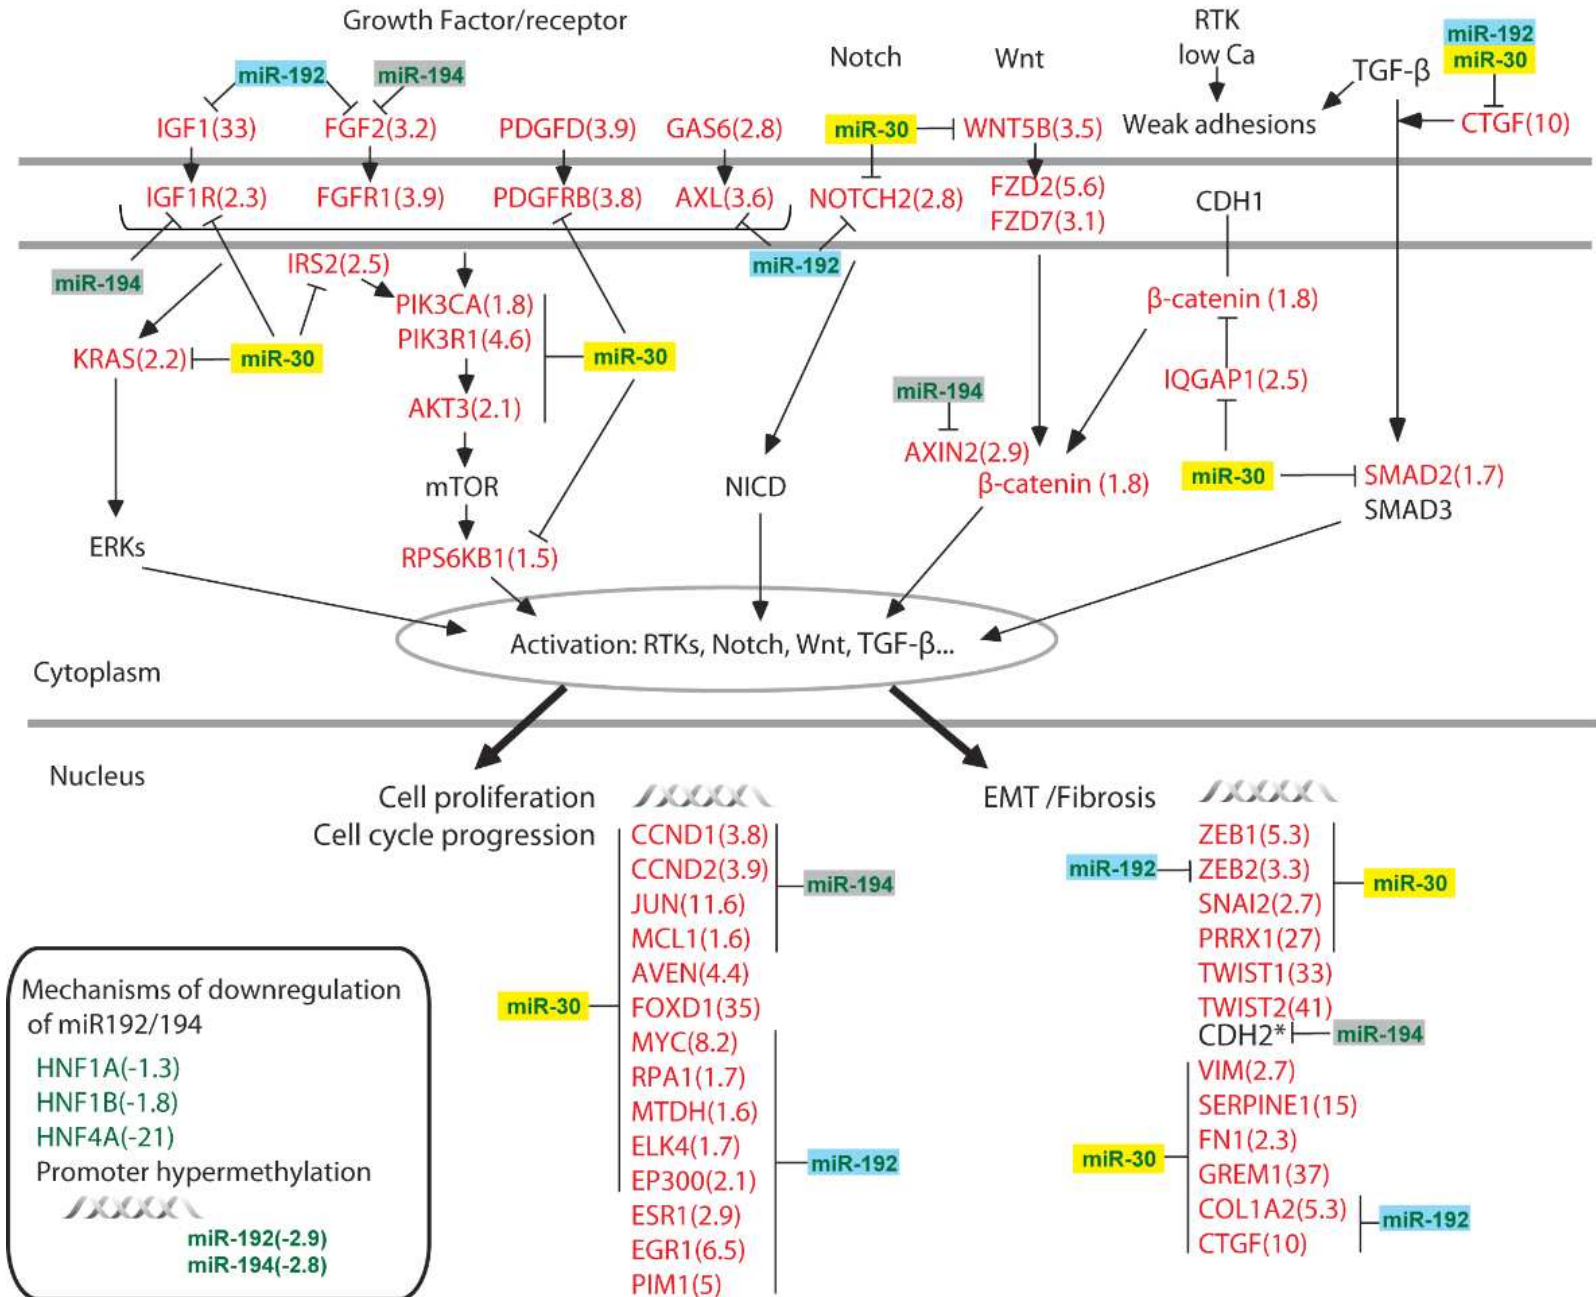 Growth Factor/receptor
RTK
low Ca
miR-192
miR-30
Notch
Wnt
TGF-β
miR-192
miR-194
IGF1(33)
FGF2(3.2)
PDGFD(3.9)
GAS6(2.8)
miR-30
WNT5B(3.5)
Weak adhesions
CTGF(10)
IGF1R(2.3)
FGFR1(3.9)
PDGFRB(3.8)
AXL(3.6)
NOTCH2(2.8)
FZD2(5.6)
FZD7(3.1)
CDH1
miR-194
IRS2(2.5)
miR-192
PIK3CA(1.8)
PIK3R1(4.6)
β-catenin (1.8)
KRAS(2.2)
miR-30
miR-30
AKT3(2.1)
miR-194
IQGAP1(2.5)
AXIN2(2.9)
β-catenin (1.8)
mTOR
NICD
miR-30
SMAD2(1.7)
SMAD3
ERKs
RPS6KB1(1.5)
Activation: RTKs, Notch, Wnt, TGF-β...
Cytoplasm
Nucleus
Cell proliferation
Cell cycle progression
CCND1(3.8)
CCND2(3.9)
JUN(11.6)
MCL1(1.6)
AVEN(4.4)
FOXD1(35)
MYC(8.2)
RPA1(1.7)
MTDH(1.6)
ELK4(1.7)
EP300(2.1)
ESR1(2.9)
EGR1(6.5)
PIM1(5)
miR-194
miR-30
miR-192
EMT /Fibrosis
ZEB1(5.3)
ZEB2(3.3)
SNAI2(2.7)
PRRX1(27)
TWIST1(33)
TWIST2(41)
CDH2*
VIM(2.7)
SERPINE1(15)
FN1(2.3)
GREM1(37)
COL1A2(5.3)
CTGF(10)
miR-192
miR-30
miR-194
miR-30
miR-192
Mechanisms of downregulation
of miR192/194
HNF1A(-1.3)
HNF1B(-1.8)
HNF4A(-21)
Promoter hypermethylation
miR-192(-2.9)
miR-194(-2.8)